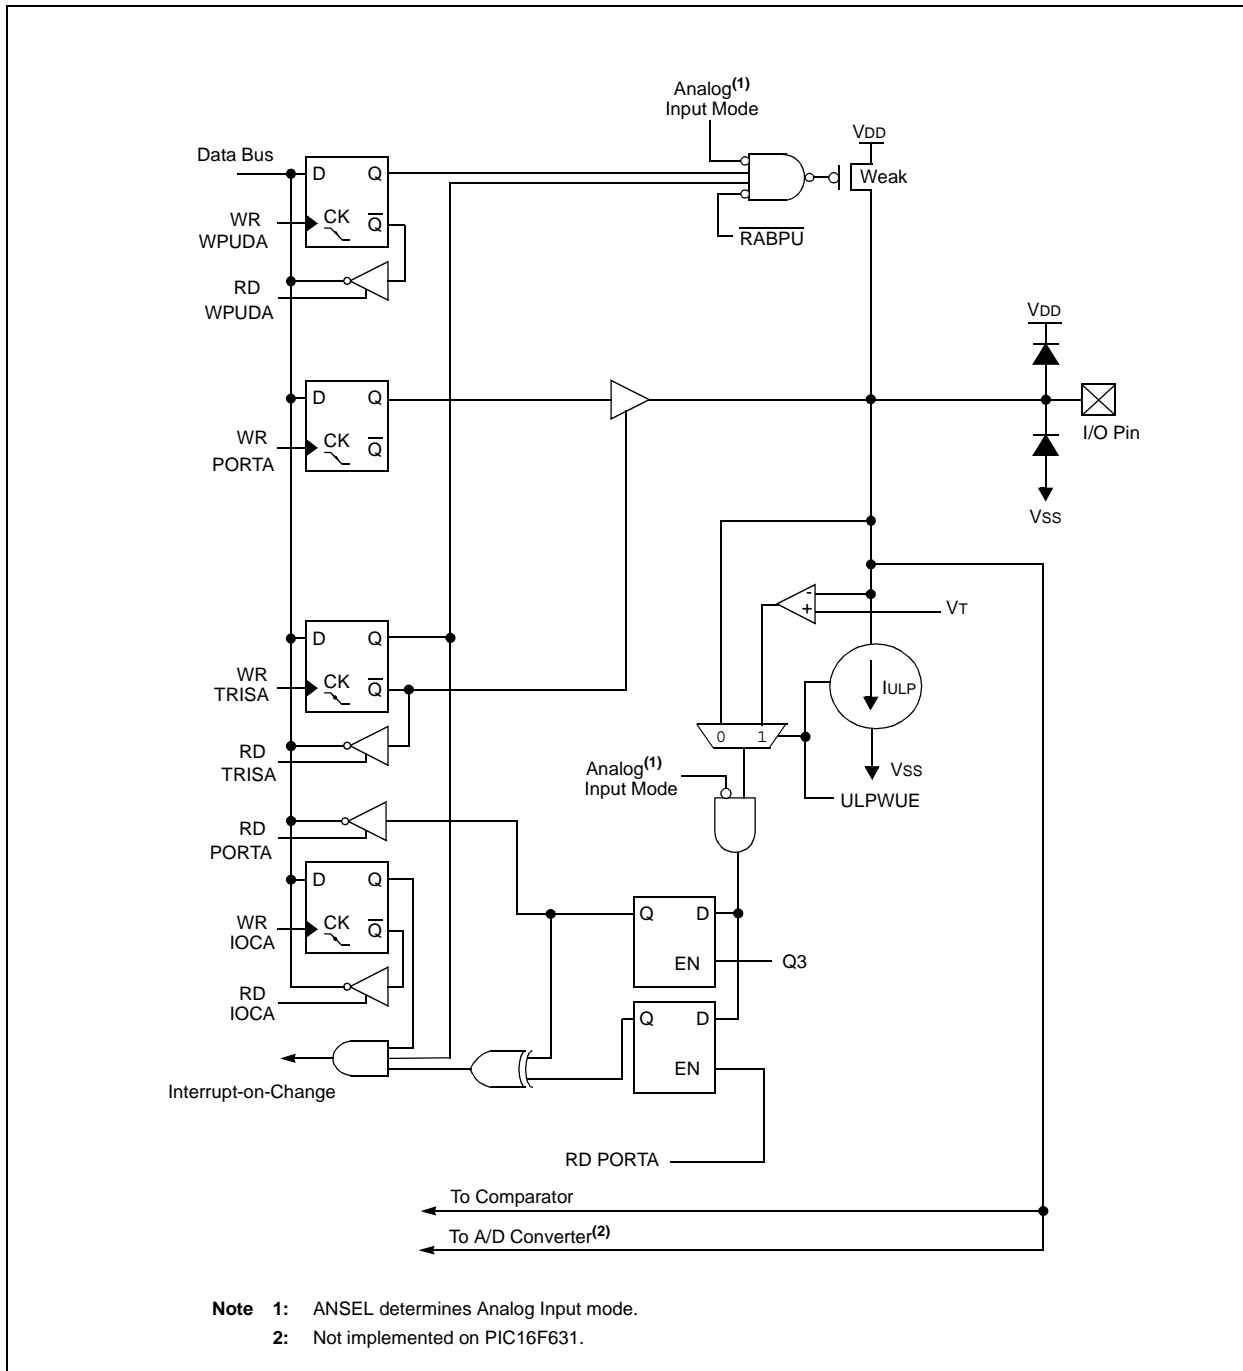 Analog(1)
Input Mode
VDD
Data Bus
D Q
Weak
WR
WPUDA
CK Q
RABPU
RD
WPUDA
VDD
D Q
WR
PORTA
CK Q
I/O Pin
VSS
D Q
-
+
VT
WR
TRISA
CK Q
IULP
0 1
RD
TRISA
Analog(1)
Input Mode
VSS
ULPWUE
RD
PORTA
D Q
WR
IOCA
CK Q
Q D
EN
Q3
RD
IOCA
Q D
EN
Interrupt-on-Change
RD PORTA
To Comparator
To A/D Converter(2)
Note 1: ANSEL determines Analog Input mode.
2: Not implemented on PIC16F631.